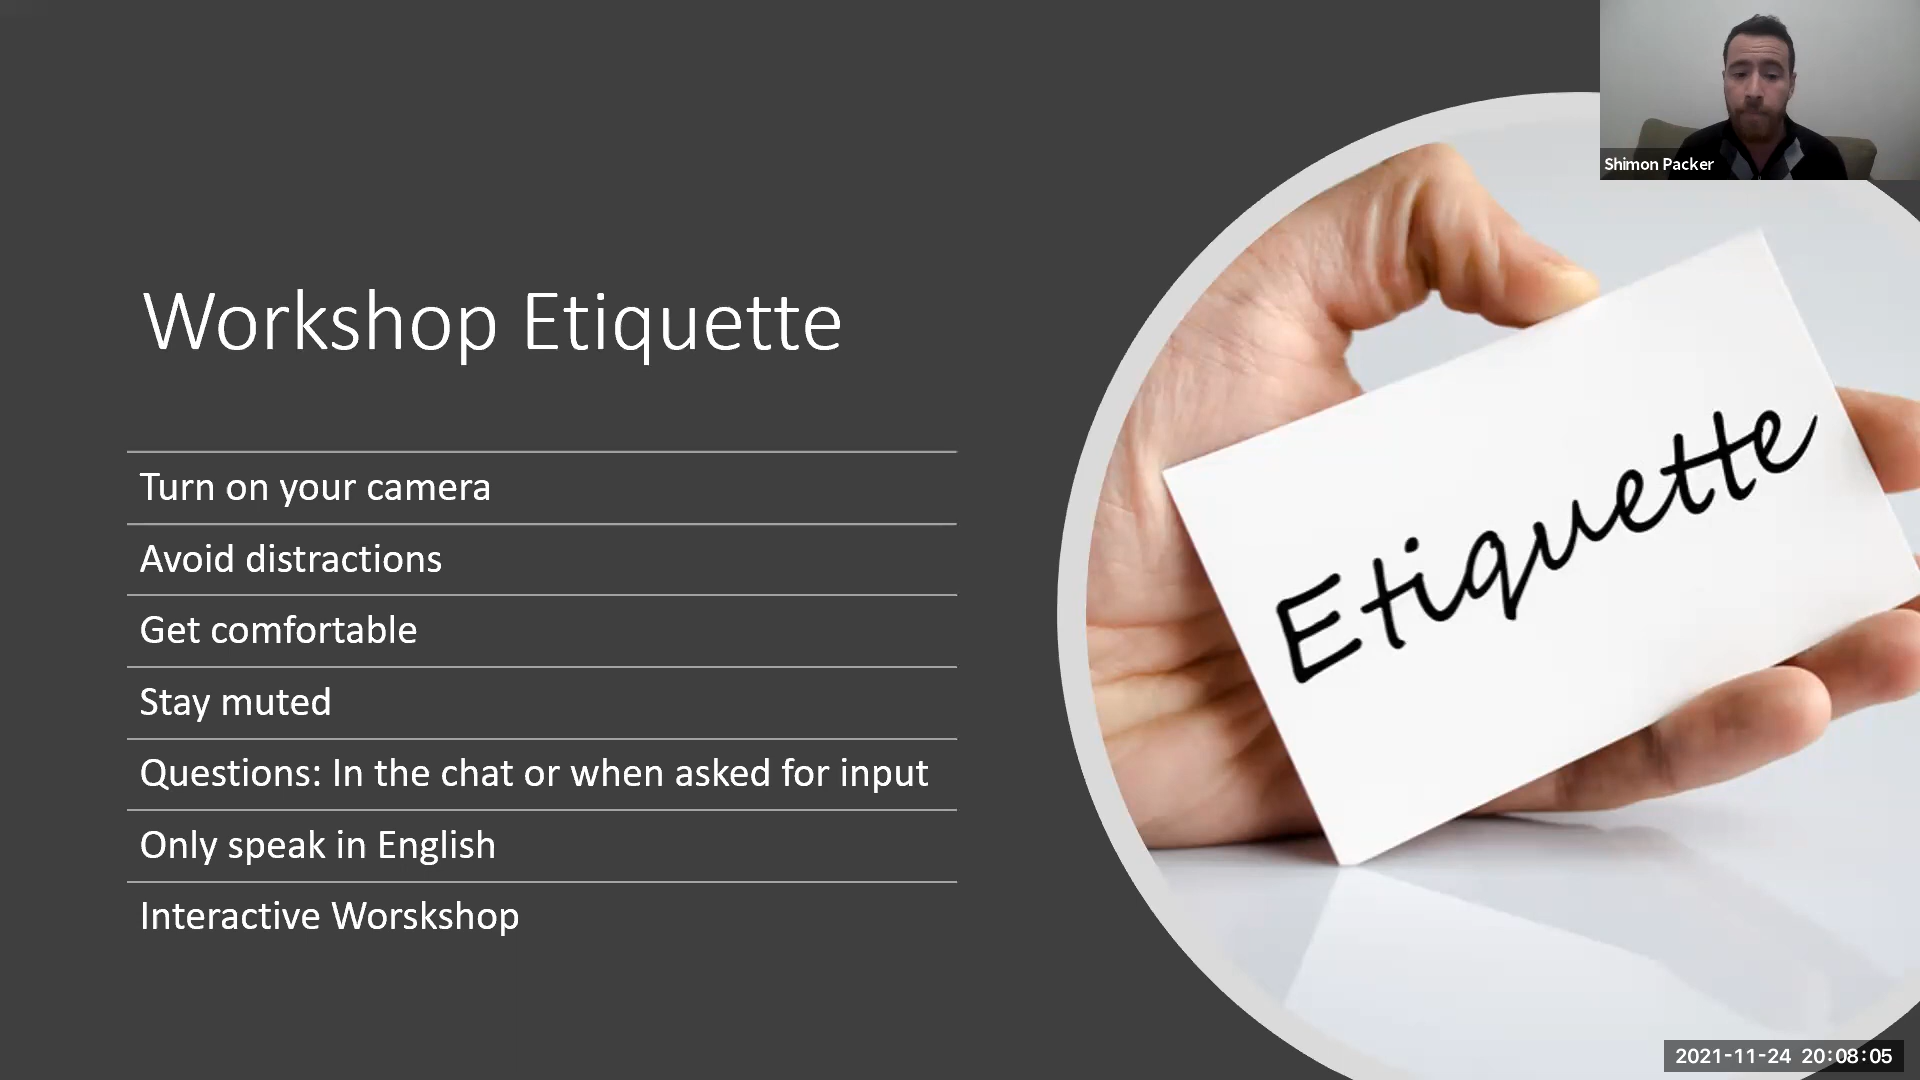 Shimon Packer
Workshop Etiquette
Turn on your camera
Avoid distractions
Get comfortable
Stay muted
Questions: In the chat or when asked for input
Only speak in English
Interactive Worskshop
Etiquette
2021-11-24 20:08:05